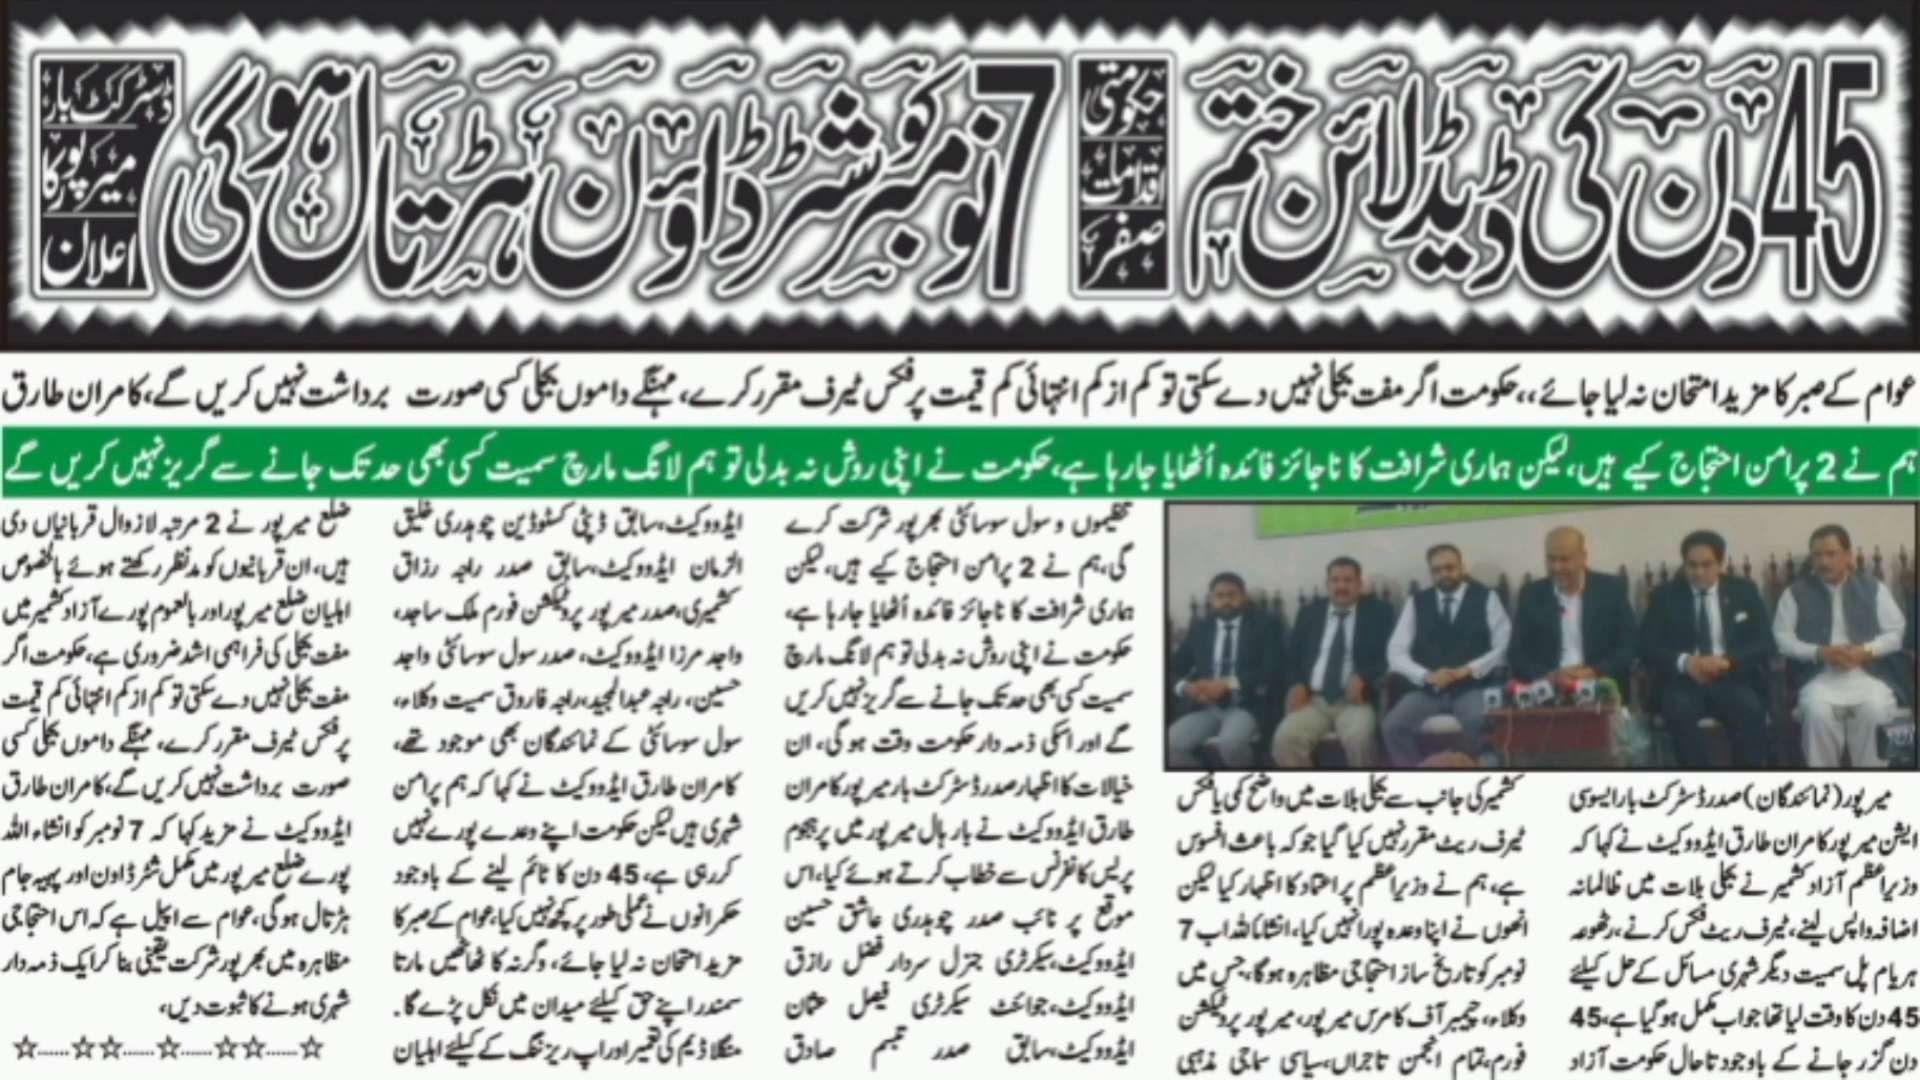 45 دن کی ڈیڈ لائن ختم
حکومتی
اقدامات
صفر
7 نومبر کو شٹر ڈاؤن ہڑتال ہو گی
ڈسٹرکٹ بار
میرپور کا
اعلان
عوام کے صبر کا مزید امتحان نہ لیا جائے،، حکومت اگر مفت بجلی نہیں دے سکتی تو کم از کم انتہائی کم قیمت پر فکس ٹیرف مقرر کرے، مہنگے داموں بجلی کسی صورت برداشت نہیں کریں گے، کامران طارق
ہم نے 2 پرامن احتجاج کیے ہیں، لیکن ہماری شرافت کا ناجائز فائدہ اُٹھایا جا رہا ہے، حکومت نے اپنی روش نہ بدلی تو ہم لانگ مارچ سمیت کسی بھی حد تک جانے سے گریز نہیں کریں گے
میرپور (نمائندگان) صدر ڈسٹرکٹ بار ایسوسی
ایشن میرپور کامران طارق ایڈووکیٹ نے کہا کہ
وزیراعظم آزاد کشمیر نے بجلی بلات میں ظالمانہ
اضافہ واپس لینے، ٹیرف ریٹ فکس کرنے، رٹھوعہ
ہریام پل سمیت دیگر شہری مسائل کے حل کیلئے
45 دن کا وقت لیا تھا جو اب مکمل ہو گیا ہے، 45
دن گزر جانے کے باوجود تا حال حکومت آزاد
کشمیر کی جانب سے بجلی بلات میں واضح کمی یا فکس
ٹیرف ریٹ مقرر نہیں کیا گیا جو کہ باعث افسوس
ہے، ہم نے وزیراعظم پر اعتماد کا اظہار کیا لیکن
انھوں نے اپنا وعدہ پورا نہیں کیا، انشاء اللہ اب 7
نومبر کو تاریخ ساز احتجاجی مظاہرہ ہو گا، جس میں
وکلاء، چیمبر آف کامرس میرپور، میرپور پروٹیکشن
فورم، تمام انجمن تاجراں، سیاسی سماجی مذہبی
تنظیموں و سول سوسائٹی بھرپور شرکت کرے
گی، ہم نے 2 پرامن احتجاج کیے ہیں، لیکن
ہماری شرافت کا ناجائز فائدہ اُٹھایا جا رہا ہے،
حکومت نے اپنی روش نہ بدلی تو ہم لانگ مارچ
سمیت کسی بھی حد تک جانے سے گریز نہیں کریں
گے اور اسکی ذمہ دار حکومت وقت ہو گی، ان
خیالات کا اظہار صدر ڈسٹرکٹ بار میرپور کامران
طارق ایڈووکیٹ نے بار ہال میرپور میں پرہجوم
پریس کانفرنس سے خطاب کرتے ہوئے کیا، اس
موقع پر نائب صدر چوہدری عاشق حسین
ایڈووکیٹ، سیکرٹری جنرل سردار فضل رازق
ایڈووکیٹ، جوائنٹ سیکرٹری فیصل عثمان
ایڈووکیٹ، سابق صدر تبسم صادق
ایڈووکیٹ، سابق ڈپٹی کسٹوڈین چوہدری خلیق
الزمان ایڈووکیٹ، سابق صدر راجہ رزاق
کشمیری، صدر میرپور پروٹیکشن فورم ملک ساجد،
واجد مرزا ایڈووکیٹ، صدر سول سوسائٹی واجد
حسین، راجہ عبدالمجید، راجہ فاروق سمیت وکلاء،
سول سوسائٹی کے نمائندگان بھی موجود تھے،
کامران طارق ایڈووکیٹ نے کہا کہ ہم پرامن
شہری ہیں لیکن حکومت اپنے وعدے پورے نہیں
کر رہی ہے، 45 دن کا ٹائم لینے کے باوجود
حکمرانوں نے عملی طور پر کچھ نہیں کیا، عوام کے صبر کا
مزید امتحان نہ لیا جائے، وگرنہ کا ٹھاٹھیں مارتا
سمندر اپنے حق کیلئے میدان میں نکل پڑے گا.
منگلا ڈیم کی تعمیر اور اپ ریزنگ کے کیلئے اہلیان
ضلع میرپور نے 2 مرتبہ لازوال قربانیاں دی
ہیں، ان قربانیوں کو مدنظر رکھتے ہوئے بالخصوص
اہلیان ضلع میرپور اور بالعموم پورے آزاد کشمیر میں
مفت بجلی کی فراہمی اشد ضروری ہے، حکومت اگر
مفت بجلی نہیں دے سکتی تو کم از کم انتہائی کم قیمت
پر فکس ٹیرف مقرر کرے، مہنگے داموں بجلی کسی
صورت برداشت نہیں کریں گے، کامران طارق
ایڈووکیٹ نے مزید کہا کہ 7 نومبر کو انشاء اللہ
پورے ضلع میرپور میں مکمل شٹر ڈاون اور پہیہ جام
ہڑتال ہو گی، عوام سے اپیل ہے کہ اس احتجاجی
مظاہرہ میں بھرپور شرکت یقینی بنا کر ایک ذمہ دار
شہری ہونے کا ثبوت دیں،
☆......☆☆......☆......☆☆......☆